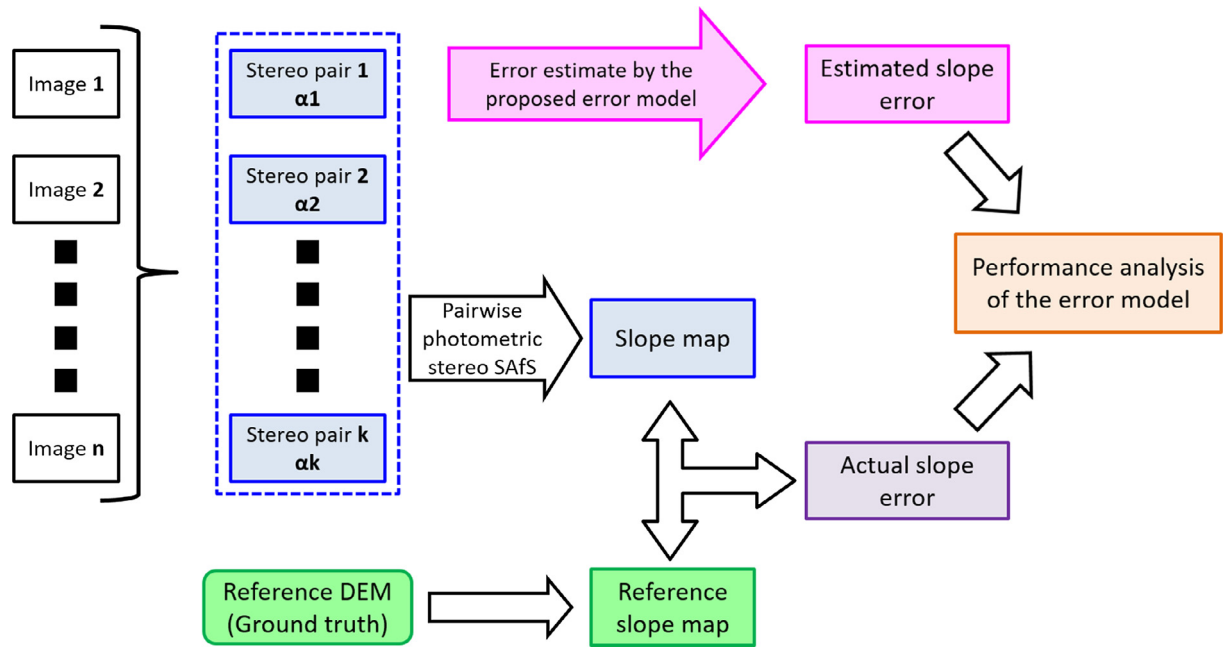 Image 1
Image 2
Image n
Stereo pair 1
α1
Stereo pair 2
α2
Stereo pair k
αk
Error estimate by the
proposed error model
Estimated slope
error
Pairwise
photometric
stereo SAfS
Slope map
Performance analysis
of the error model
Actual slope
error
Reference DEM
(Ground truth)
Reference
slope map